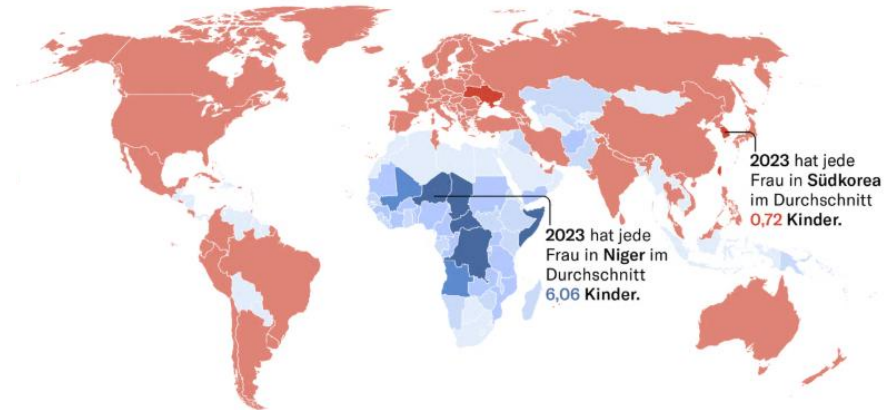 2023 hat jede
Frau in Südkorea
im Durchschnitt
0,72 Kinder.
2023 hat jede
Frau in Niger im
Durchschnitt
6,06 Kinder.